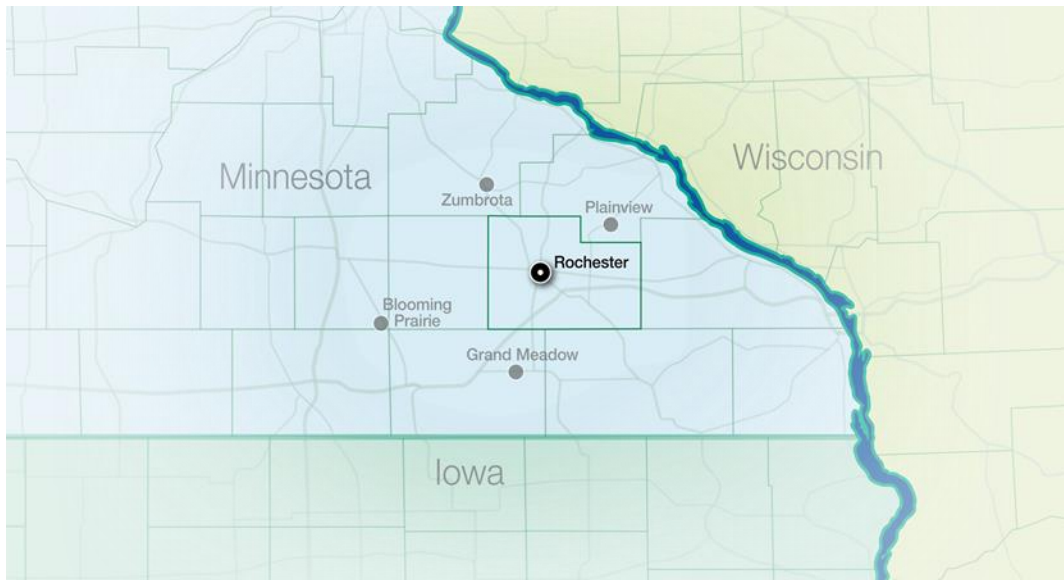 Minnesota
Wisconsin
Zumbrota
Plainview
Rochester
Blooming
Prairie
Grand Meadow
Iowa